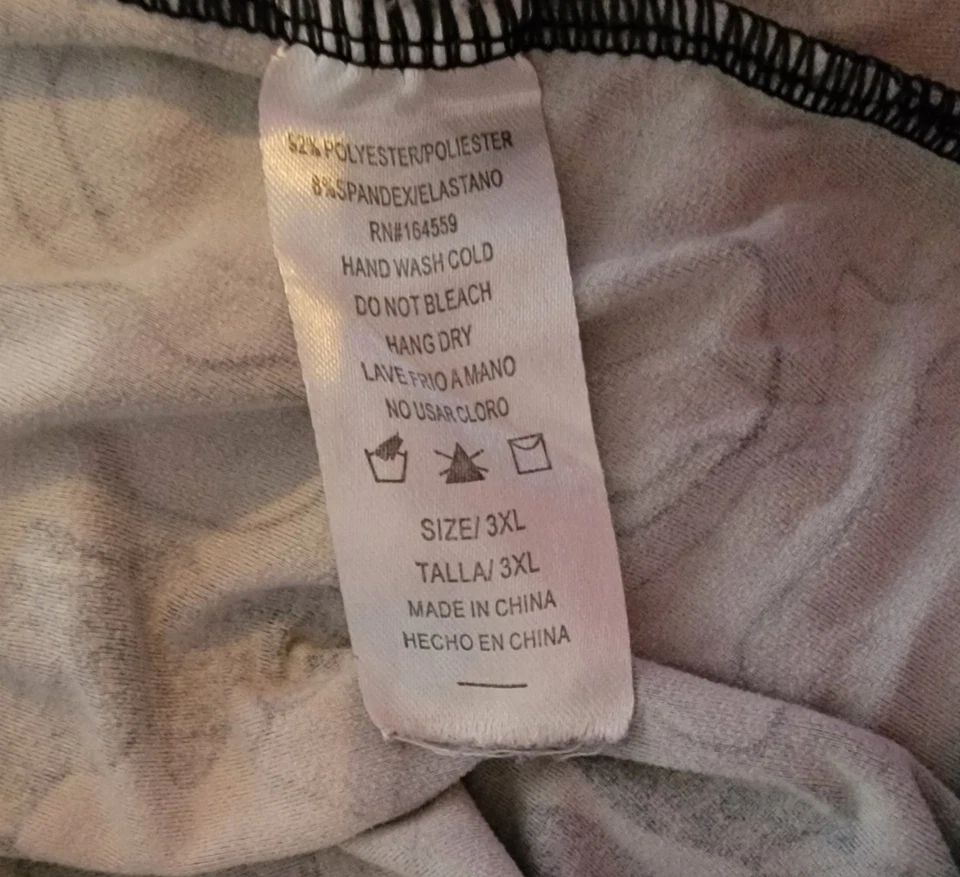 92% POLYESTER/POLIESTER
8%SPANDEX/ELASTANO
RN#164559
HAND WASH COLD
DO NOT BLEACH
HANG DRY
LAVE FRIO A MANO
NO USAR CLORO
SIZE/ 3XL
TALLA/ 3XL
MADE IN CHINA
HECHO EN CHINA